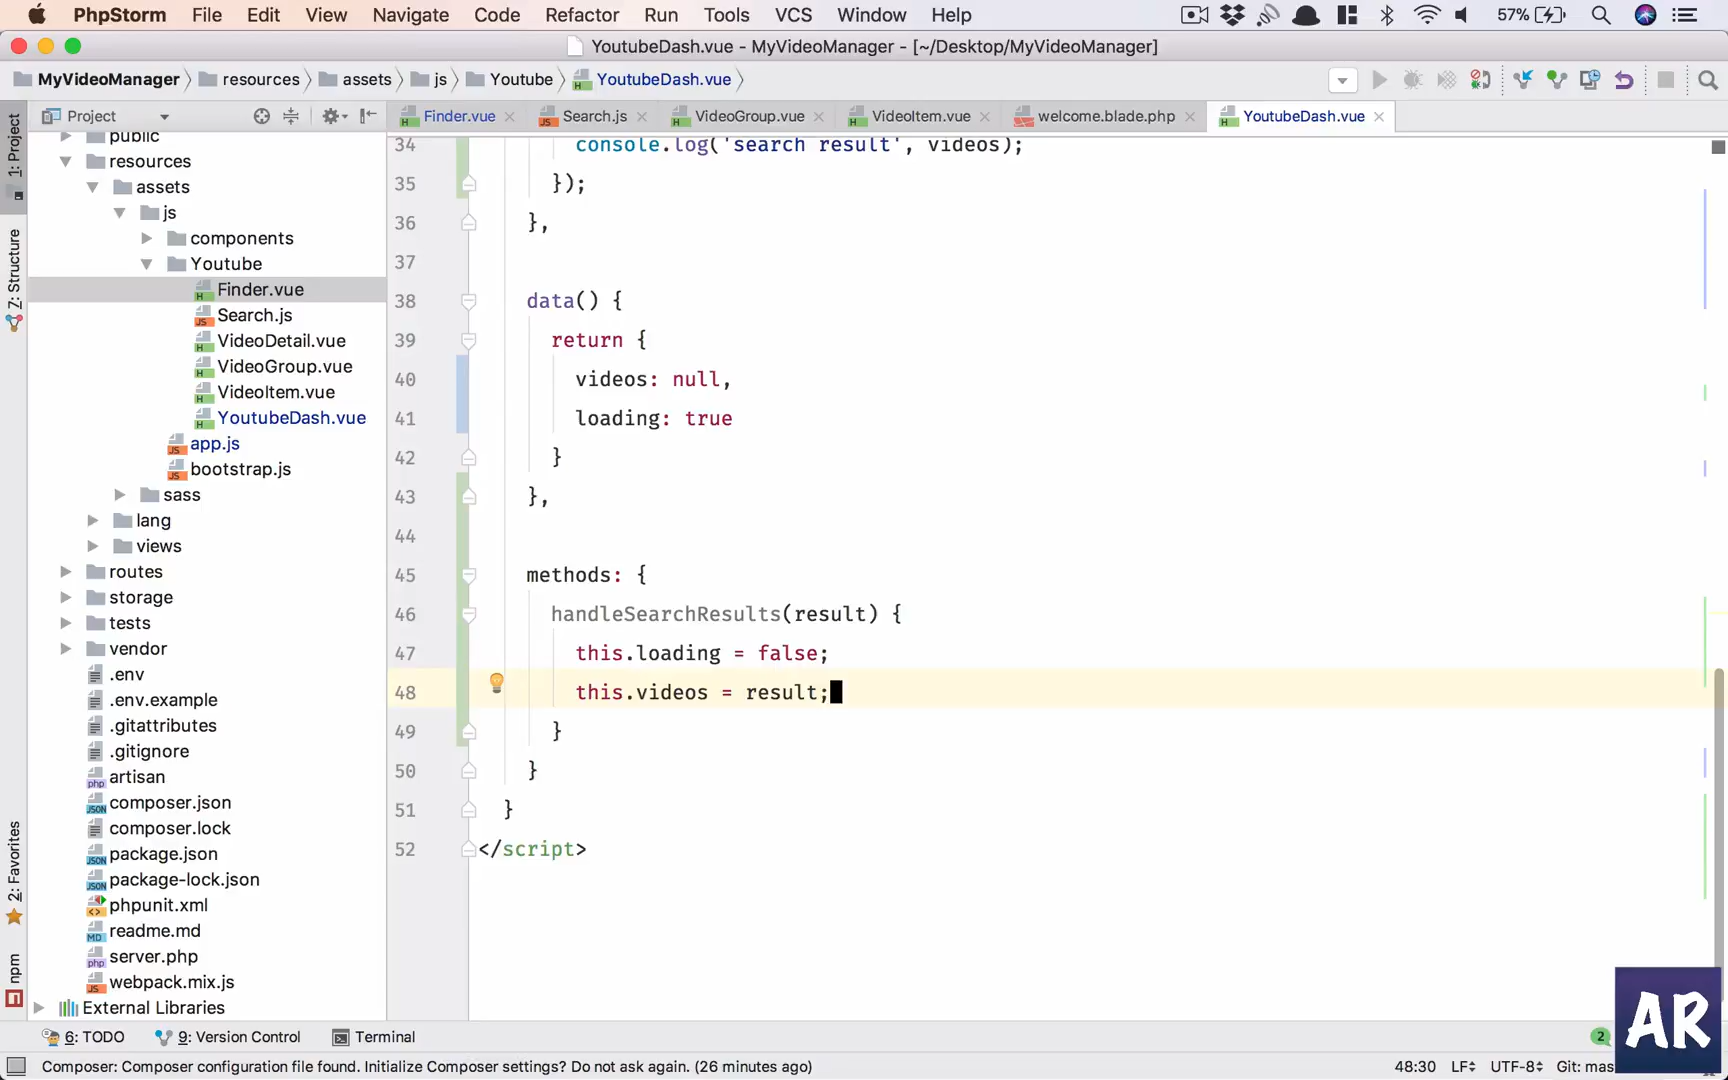 PhpStorm File Edit View Navigate Code Refactor Run Tools VCS Window Help 57%
YoutubeDash.vue - MyVideoManager - [~/Desktop/MyVideoManager]
MyVideoManager resources assets js Youtube YoutubeDash.vue
Project
Finder.vue Search.js VideoGroup.vue VideoItem.vue welcome.blade.php YoutubeDash.vue
1: Project
7: Structure
2: Favorites
npm
public
resources
assets
js
components
Youtube
Finder.vue
Search.js
VideoDetail.vue
VideoGroup.vue
VideoItem.vue
YoutubeDash.vue
app.js
bootstrap.js
sass
lang
views
routes
storage
tests
vendor
.env
.env.example
.gitattributes
.gitignore
artisan
composer.json
composer.lock
package.json
package-lock.json
phpunit.xml
readme.md
server.php
webpack.mix.js
External Libraries
34 console.log('search result', videos);
35 });
36 },
37
38 data() {
39 return {
40 videos: null,
41 loading: true
42 }
43 },
44
45 methods: {
46 handleSearchResults(result) {
47 this.loading = false;
48 this.videos = result;
49 }
50 }
51 }
52 </script>
6: TODO 9: Version Control Terminal 2
Composer: Composer configuration file found. Initialize Composer settings? Do not ask again. (26 minutes ago) 48:30 LF UTF-8 Git: mas
AR